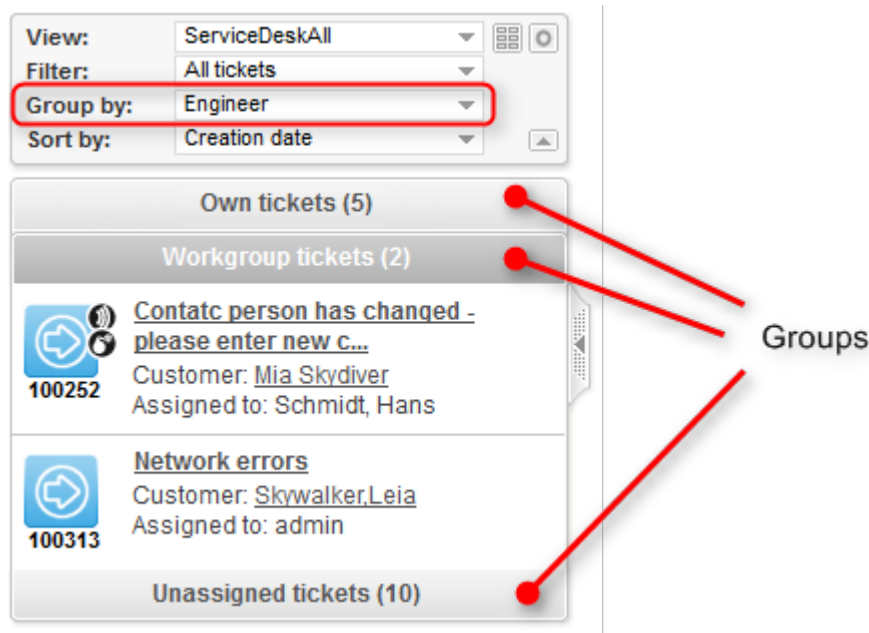 View: ServiceDeskAll
Filter: All tickets
Group by: Engineer
Sort by: Creation date
Own tickets (5)
Workgroup tickets (2)
Contatc person has changed -
please enter new c...
Customer: Mia Skydiver
Assigned to: Schmidt, Hans
100252
Network errors
Customer: Skywalker,Leia
Assigned to: admin
100313
Unassigned tickets (10)
Groups